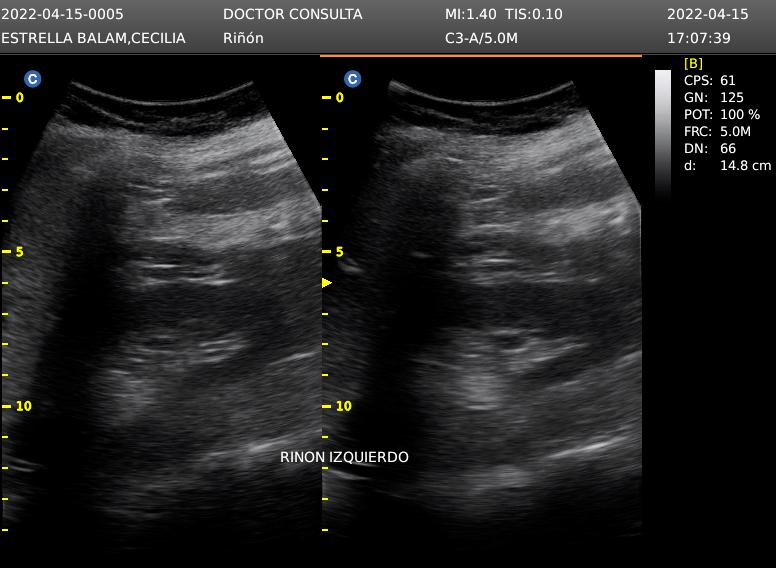 2022-04-15-0005 DOCTOR CONSULTA MI:1.40 TIS:0.10 2022-04-15
ESTRELLA BALAM,CECILIA Riñón C3-A/5.0M 17:07:39
[B]
CPS: 61
GN: 125
POT: 100 %
FRC: 5.0M
DN: 66
d: 14.8 cm
C C
0 0
5 5
10 10
RINON IZQUIERDO